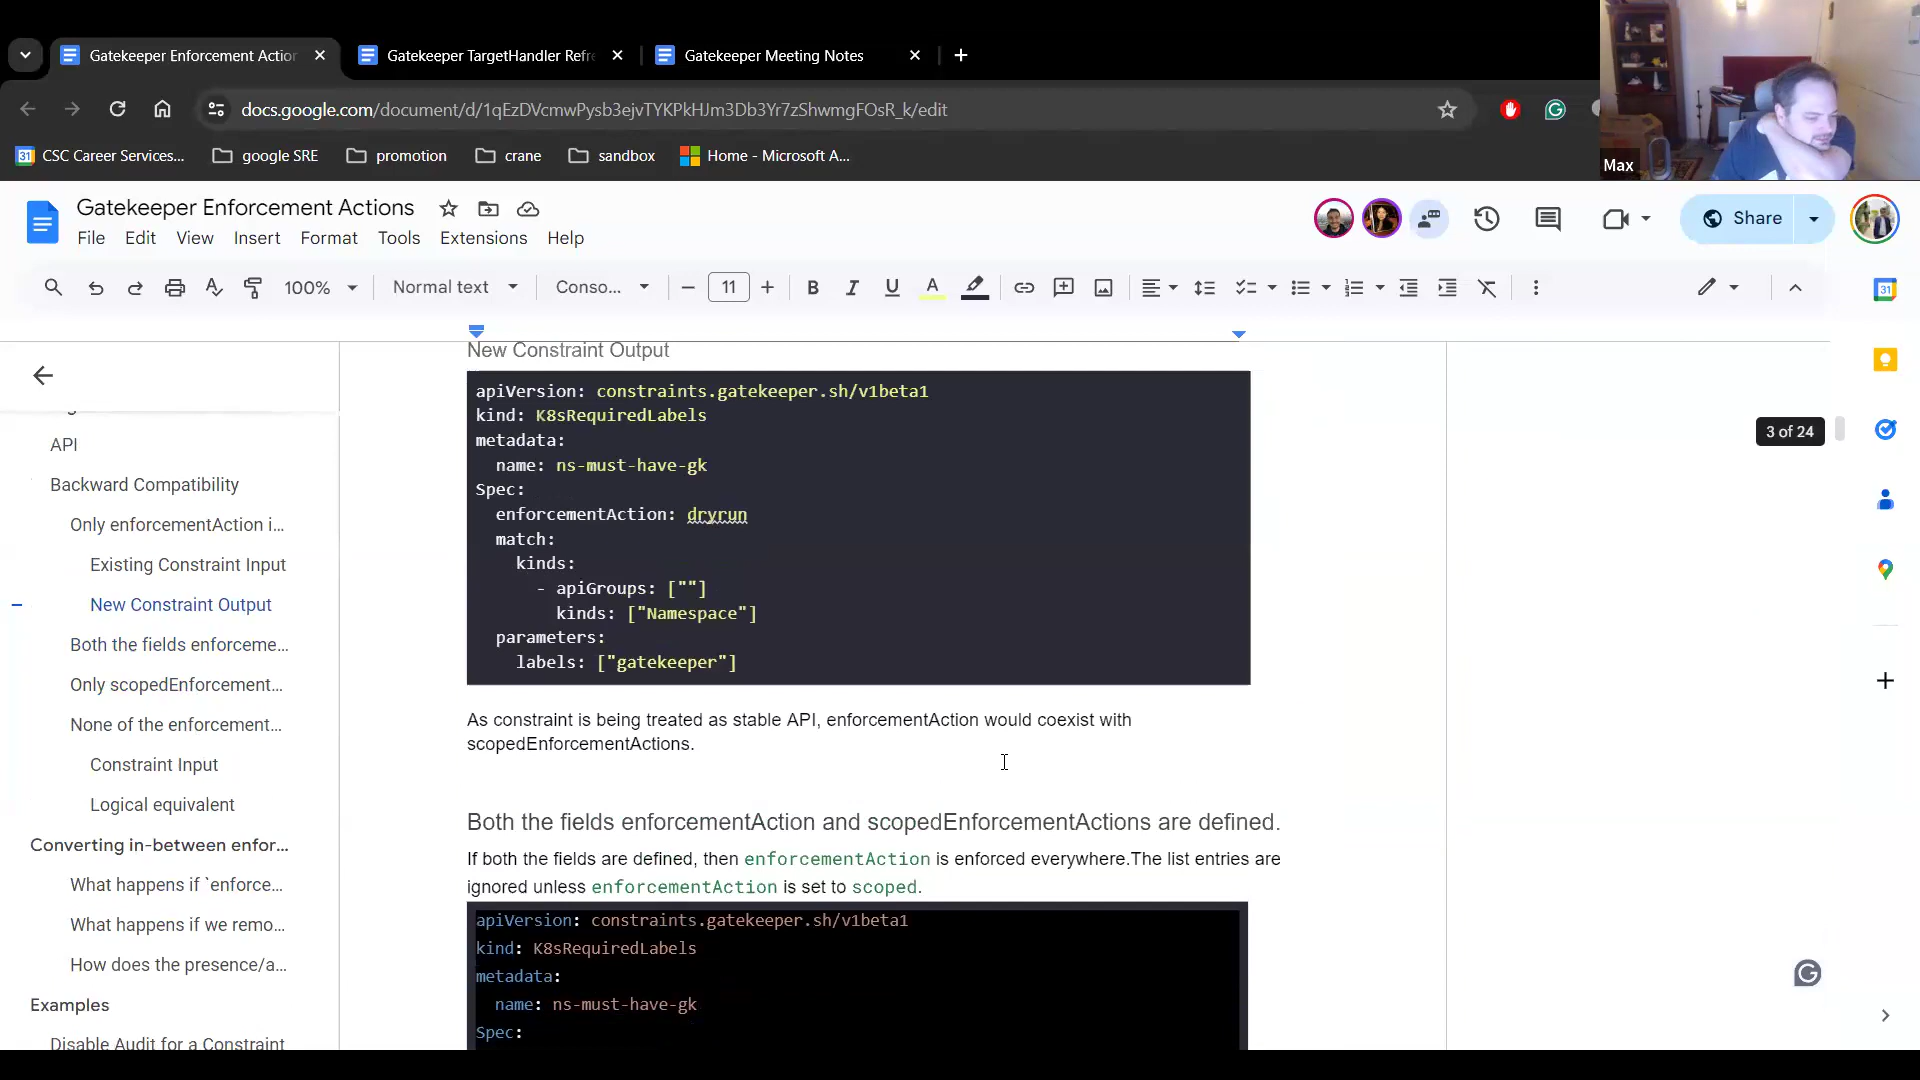 Gatekeeper Enforcement Action
Gatekeeper TargetHandler Refre
Gatekeeper Meeting Notes
docs.google.com/document/d/1qEzDVcmwPysb3ejvTYKPkHJm3Db3Yr7zShwmgFOsR_k/edit
CSC Career Services...
google SRE
promotion
crane
sandbox
Home - Microsoft A...
Max
Gatekeeper Enforcement Actions
File Edit View Insert Format Tools Extensions Help
Share
100%
Normal text
Conso...
11
API
Backward Compatibility
Only enforcementAction i...
Existing Constraint Input
New Constraint Output
Both the fields enforceme...
Only scopedEnforcement...
None of the enforcement...
Constraint Input
Logical equivalent
Converting in-between enfor...
What happens if `enforce...
What happens if we remo...
How does the presence/a...
Examples
Disable Audit for a Constraint
New Constraint Output
apiVersion: constraints.gatekeeper.sh/v1beta1
kind: K8sRequiredLabels
metadata:
name: ns-must-have-gk
Spec:
enforcementAction: dryrun
match:
kinds:
- apiGroups: [""]
kinds: ["Namespace"]
parameters:
labels: ["gatekeeper"]
As constraint is being treated as stable API, enforcementAction would coexist with
scopedEnforcementActions.
Both the fields enforcementAction and scopedEnforcementActions are defined.
If both the fields are defined, then enforcementAction is enforced everywhere.The list entries are
ignored unless enforcementAction is set to scoped.
apiVersion: constraints.gatekeeper.sh/v1beta1
kind: K8sRequiredLabels
metadata:
name: ns-must-have-gk
Spec:
3 of 24